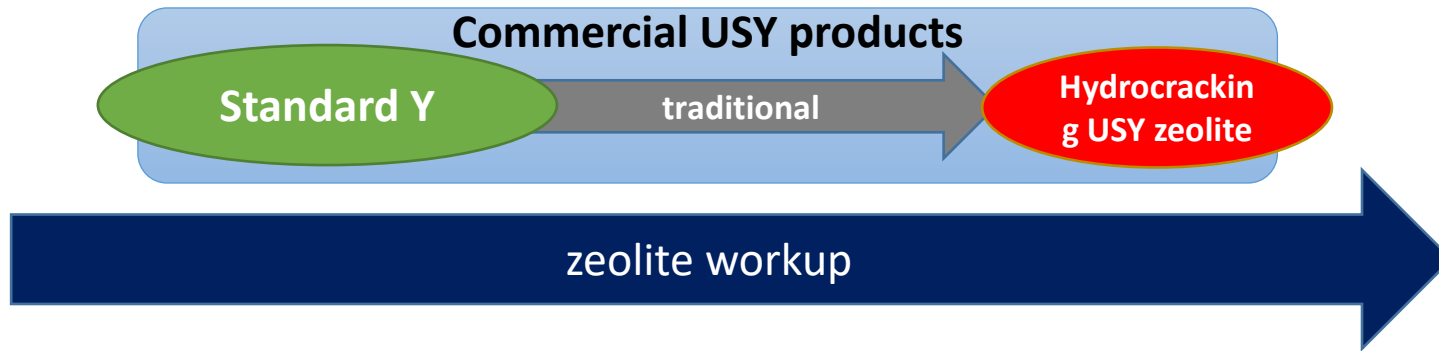 Commercial USY products
Standard Y
traditional
Hydrocrackin
g USY zeolite
zeolite workup